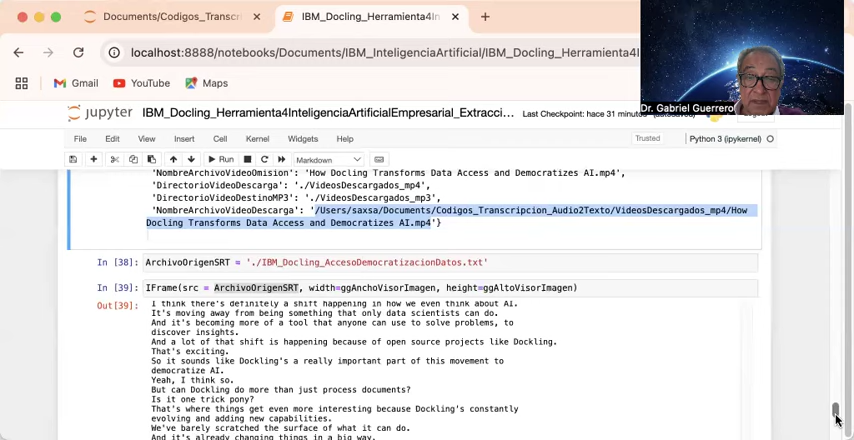 Documents/Codigos_Transcri
IBM_Docling_Herramienta4In
localhost:8888/notebooks/Documents/IBM_InteligenciaArtificial/IBM_Docling_Herramienta4I
Gmail
YouTube
Maps
Dr. Gabriel Guerrero
jupyter
IBM_Docling_Herramienta4InteligenciaArtificialEmpresarial_Extracci...
Last Checkpoint: hace 31 minutos
File
Edit
View
Insert
Cell
Kernel
Widgets
Help
Trusted
Python 3 (ipykernel)
Run
Markdown
'NombreArchivoVideoOmision': 'How Docling Transforms Data Access and Democratizes AI.mp4',
'DirectorioVideoDescarga': './VideosDescargados_mp4',
'DirectorioVideoDestinoMP3': './VideosDescargados_mp3',
'NombreArchivoVideoDescarga': '/Users/saxsa/Documents/Codigos_Transcripcion_Audio2Texto/VideosDescargados_mp4/How
Docling Transforms Data Access and Democratizes AI.mp4'}
In [38]:
ArchivoOrigenSRT = './IBM_Docling_AccesoDemocratizacionDatos.txt'
In [39]:
IFrame(src = ArchivoOrigenSRT, width=ggAnchoVisorImagen, height=ggAltoVisorImagen)
Out[39]:
I think there's definitely a shift happening in how we even think about AI.
It's moving away from being something that only data scientists can do.
And it's becoming more of a tool that anyone can use to solve problems, to
discover insights.
And a lot of that shift is happening because of open source projects like Dockling.
That's exciting.
So it sounds like Dockling's a really important part of this movement to
democratize AI.
Yeah, I think so.
But can Dockling do more than just process documents?
Is it one trick pony?
That's where things get even more interesting because Dockling's constantly
evolving and adding new capabilities.
We've barely scratched the surface of what it can do.
And it's already changing things in a big way.